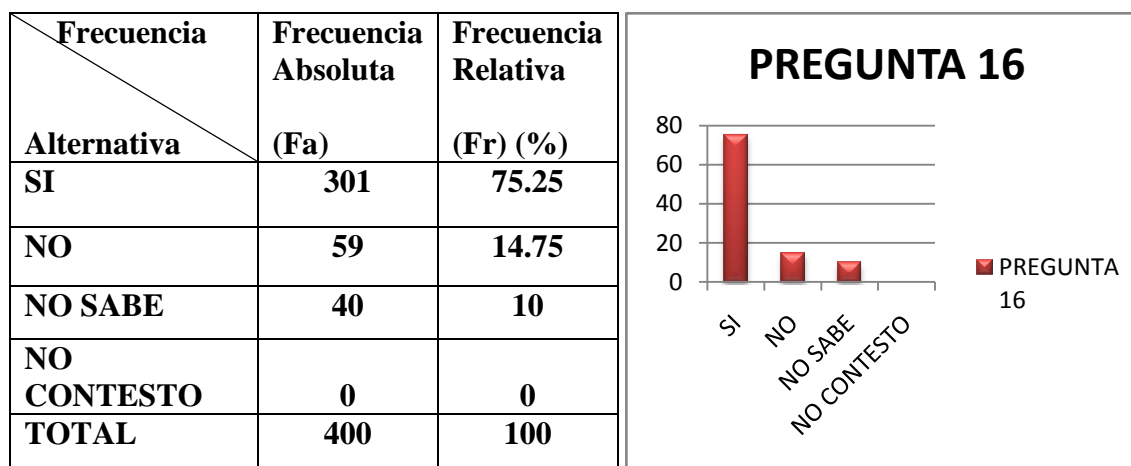 Frecuencia
Alternativa
Frecuencia
Absoluta
(Fa)
Frecuencia
Relativa
(Fr) (%)
SI 301 75.25
NO 59 14.75
NO SABE 40 10
NO
CONTESTO 0 0
TOTAL 400 100
PREGUNTA 16
80
60
40
20
0
SI
NO
NO SABE
NO CONTESTO
PREGUNTA
16